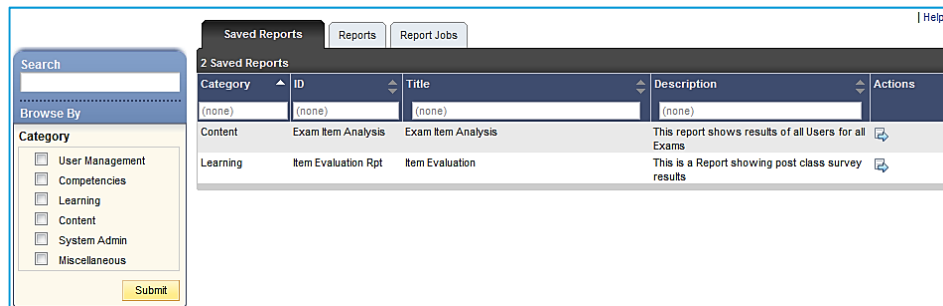 | Help
Saved Reports Reports Report Jobs
Search
2 Saved Reports
Category ID Title Description Actions
(none) (none) (none) (none)
Browse By
Category
Content Exam Item Analysis Exam Item Analysis This report shows results of all Users for all
Exams
User Management
Learning Item Evaluation Rpt Item Evaluation This is a Report showing post class survey
results
Competencies
Learning
Content
System Admin
Miscellaneous
Submit